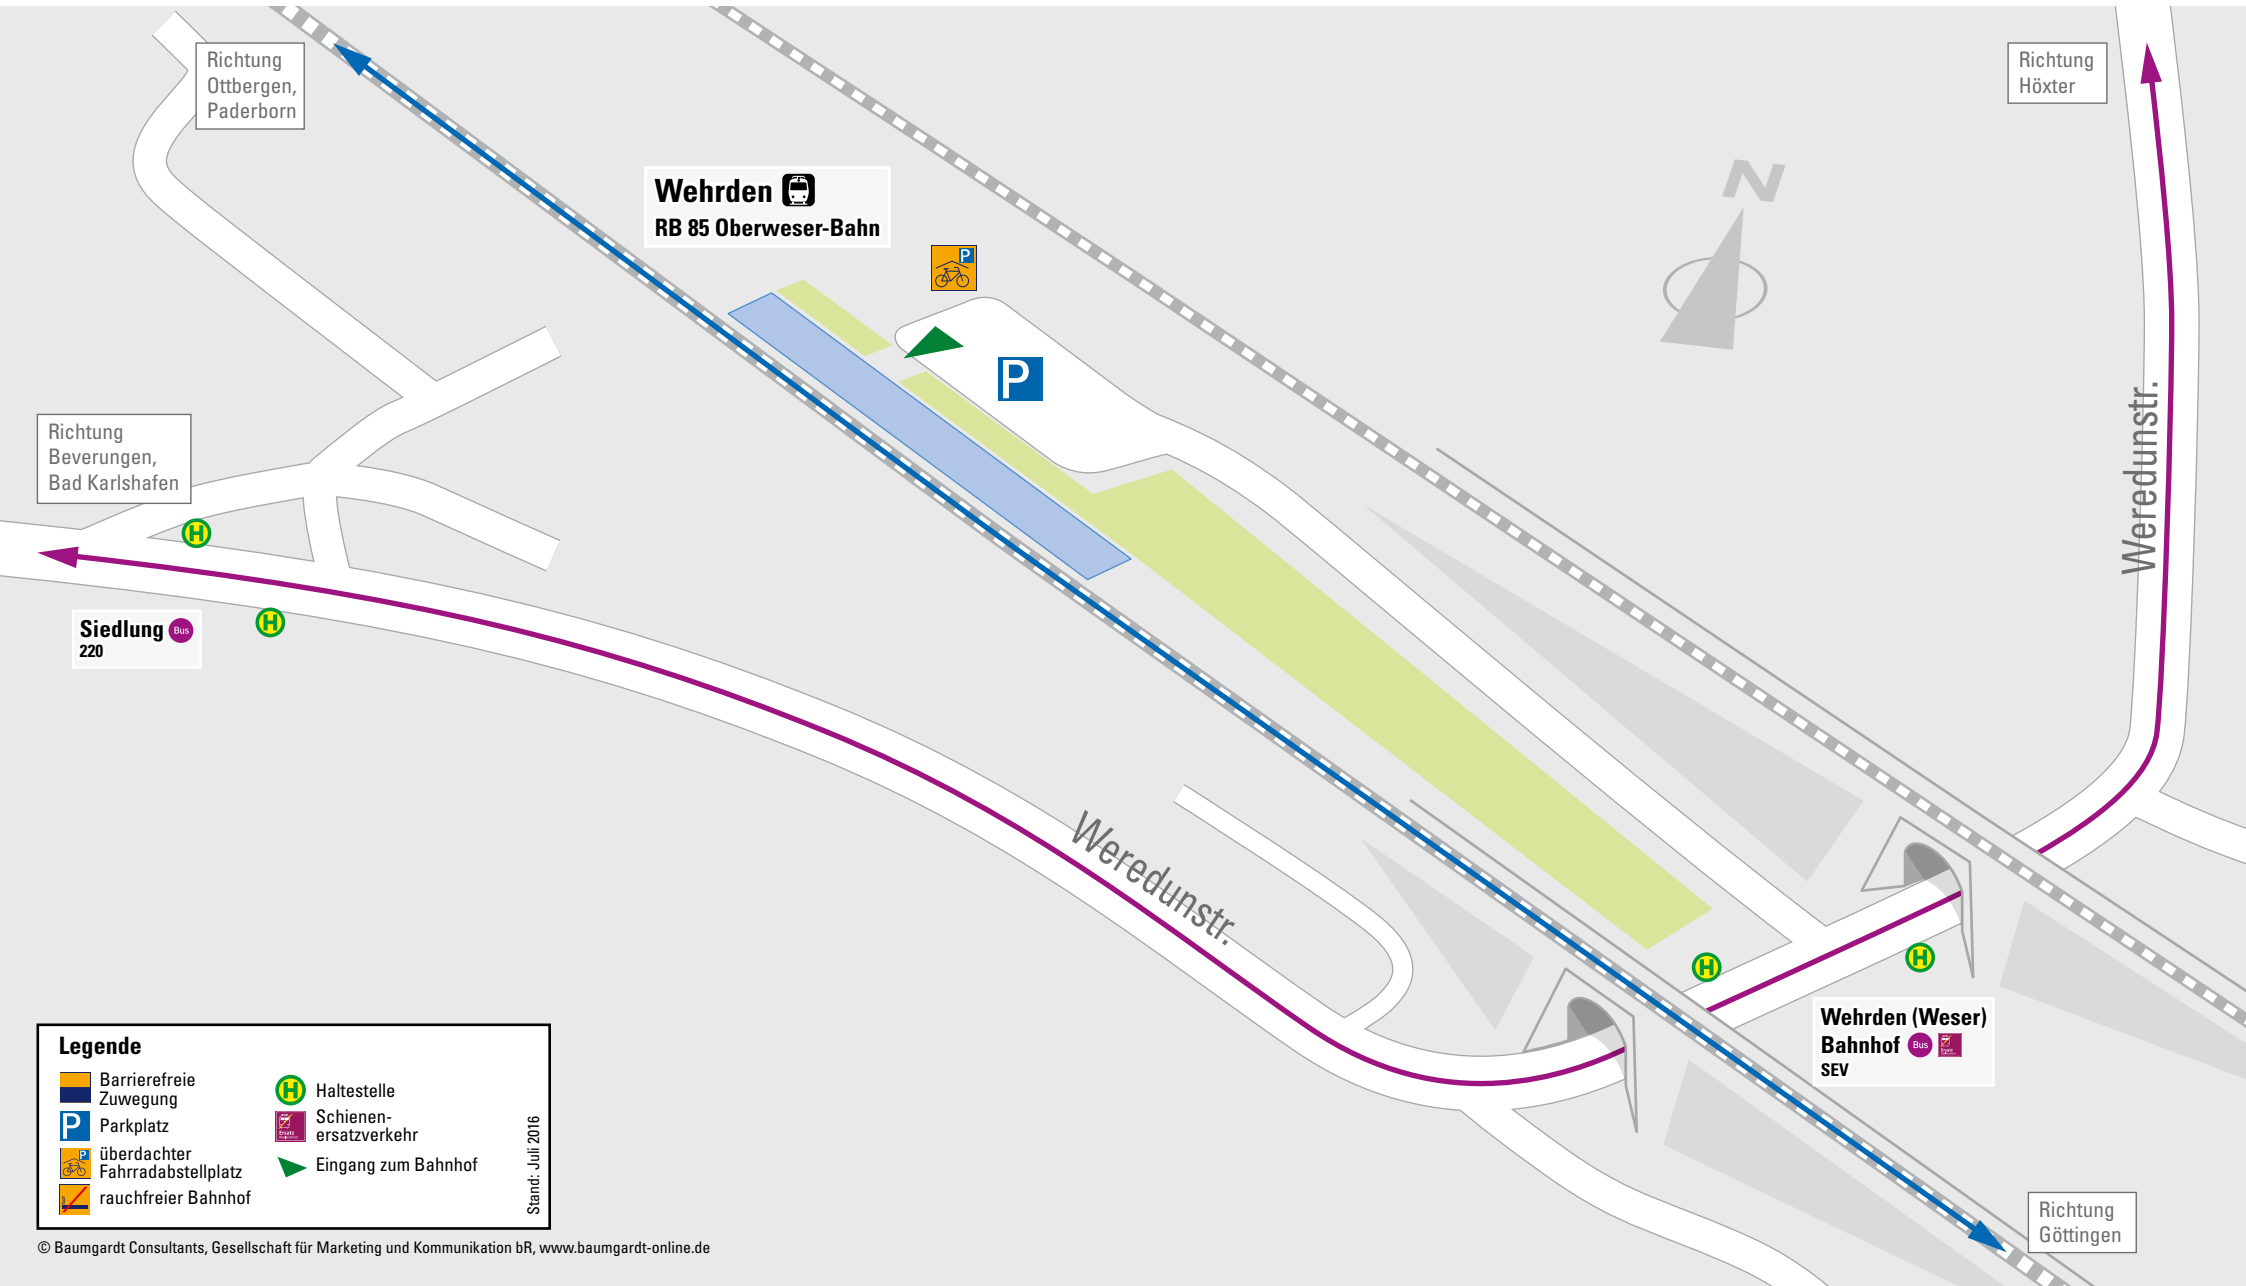 Richtung
Ottbergen,
Paderborn
Richtung
Höxter
N
Wehrden
RB 85 Oberweser-Bahn
P
P
Richtung
Beverungen,
Bad Karlshafen
Weredunstr.
H
H
Siedlung Bus
220
Weredunstr.
H
H
Wehrden (Weser)
Bahnhof Bus Ersatz
SEV
Richtung
Göttingen
Legende
Barrierefreie
Zuwegung
P Parkplatz
P überdachter
Fahrradabstellplatz
rauchfreier Bahnhof
H Haltestelle
Ersatz Schienen-
ersatzverkehr
Eingang zum Bahnhof
Stand: Juli 2016
© Baumgardt Consultants, Gesellschaft für Marketing und Kommunikation bR, www.baumgardt-online.de